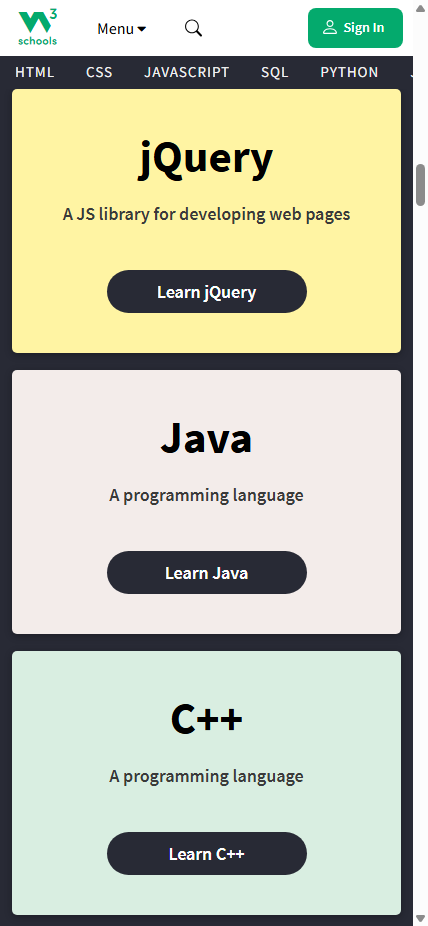 3
schools
Menu
Sign In
HTML CSS JAVASCRIPT SQL PYTHON
jQuery
A JS library for developing web pages
Learn jQuery
Java
A programming language
Learn Java
C++
A programming language
Learn C++